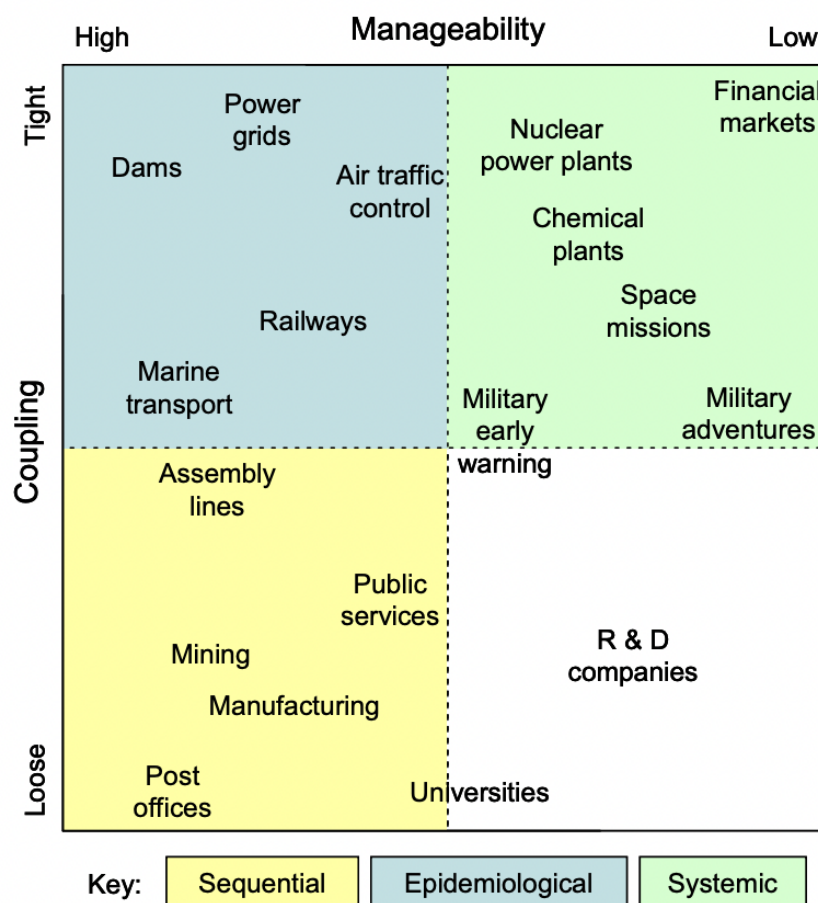 High
Manageability
Low
Tight
Coupling
Loose
Power
grids
Dams
Air traffic
control
Railways
Marine
transport
Financial
markets
Nuclear
power plants
Chemical
plants
Space
missions
Military
early
warning
Military
adventures
Assembly
lines
Public
services
Mining
Manufacturing
Post
offices
Universities
R & D
companies
Key:
Sequential
Epidemiological
Systemic